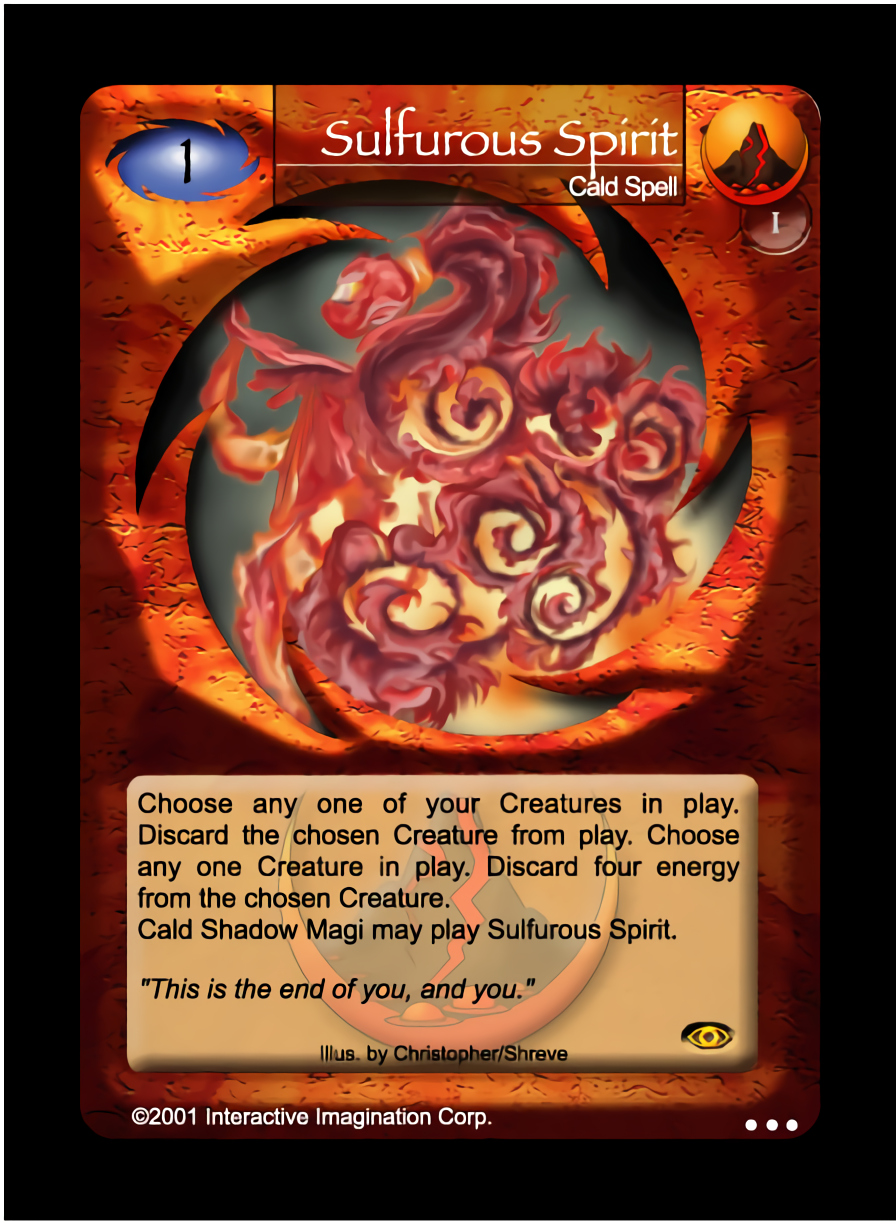 1
Sulfurous Spirit
Cald Spell
I
Choose any one of your Creatures in play.
Discard the chosen Creature from play. Choose
any one Creature in play. Discard four energy
from the chosen Creature.
Cald Shadow Magi may play Sulfurous Spirit.
"This is the end of you, and you."
Illus. by Christopher/Shreve
©2001 Interactive Imagination Corp.